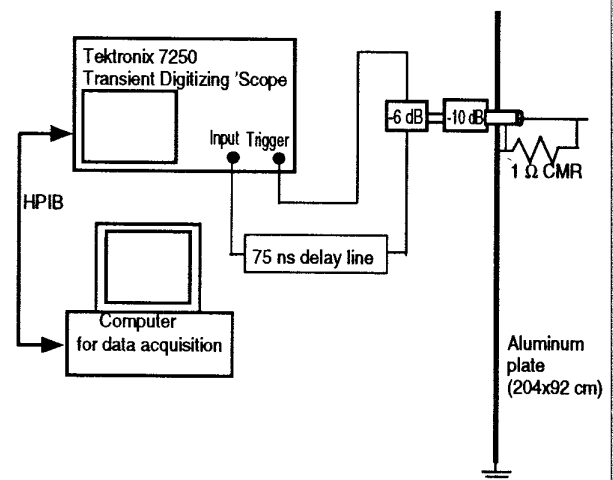 Tektronix 7250
Transient Digitizing 'Scope
Input Trigger
-6 dB
-10 dB
1 Ω CMR
HPIB
75 ns delay line
Computer
for data acquisition
Aluminum
plate
(204x92 cm)